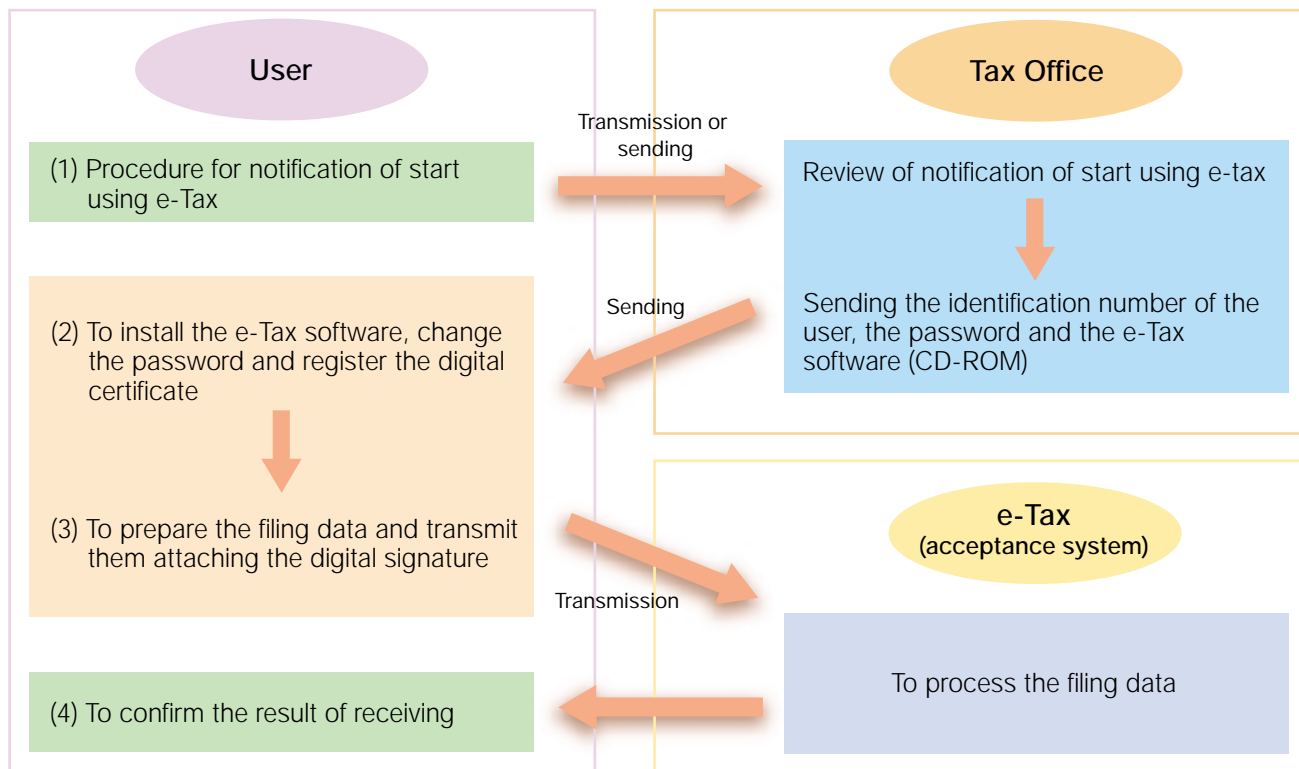 User
Tax Office
(1) Procedure for notification of start
using e-Tax
Transmission or
sending
Review of notification of start using e-tax
Sending the identification number of the
user, the password and the e-Tax
software (CD-ROM)
Sending
(2) To install the e-Tax software, change
the password and register the digital
certificate
(3) To prepare the filing data and transmit
them attaching the digital signature
Transmission
e-Tax
(acceptance system)
To process the filing data
(4) To confirm the result of receiving